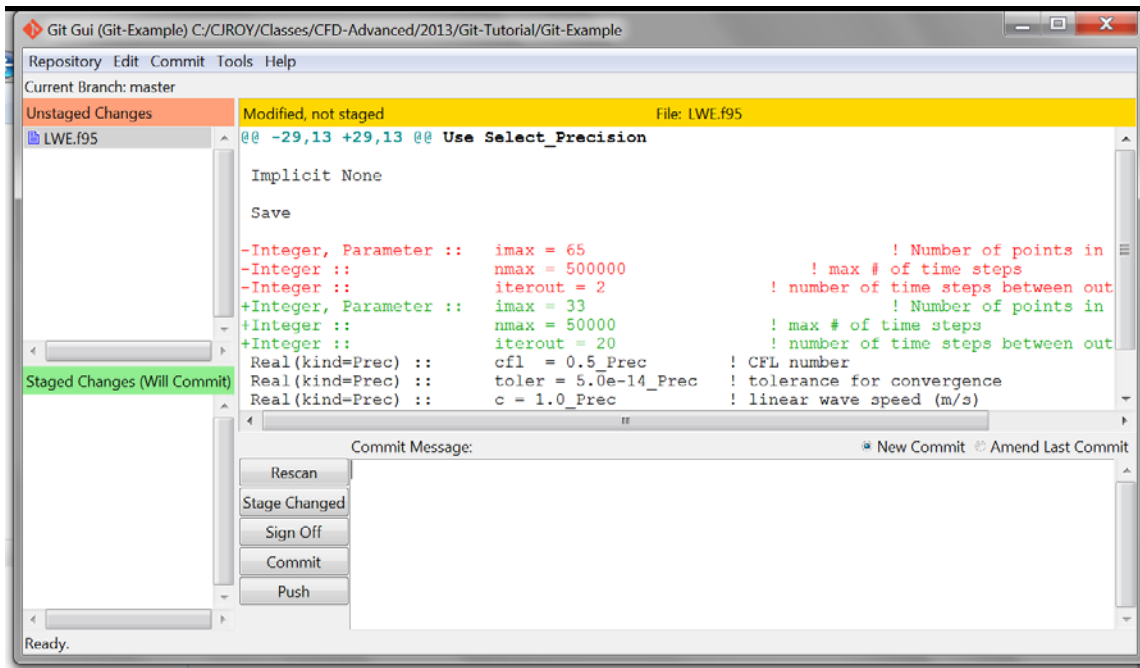 Git Gui (Git-Example) C:/CJROY/Classes/CFD-Advanced/2013/Git-Tutorial/Git-Example
Repository Edit Commit Tools Help
Current Branch: master
Unstaged Changes
LWE.f95
Modified, not staged File: LWE.f95
@@ -29,13 +29,13 @@ Use Select_Precision
Implicit None
Save
-Integer, Parameter :: imax = 65 ! Number of points in
-Integer :: nmax = 500000 ! max # of time steps
-Integer :: iterout = 2 ! number of time steps between out
+Integer, Parameter :: imax = 33 ! Number of points in
+Integer :: nmax = 50000 ! max # of time steps
+Integer :: iterout = 20 ! number of time steps between out
Real(kind=Prec) :: cfl = 0.5_Prec ! CFL number
Real(kind=Prec) :: toler = 5.0e-14_Prec ! tolerance for convergence
Real(kind=Prec) :: c = 1.0_Prec ! linear wave speed (m/s)
Staged Changes (Will Commit)
Commit Message: New Commit Amend Last Commit
Rescan
Stage Changed
Sign Off
Commit
Push
Ready.